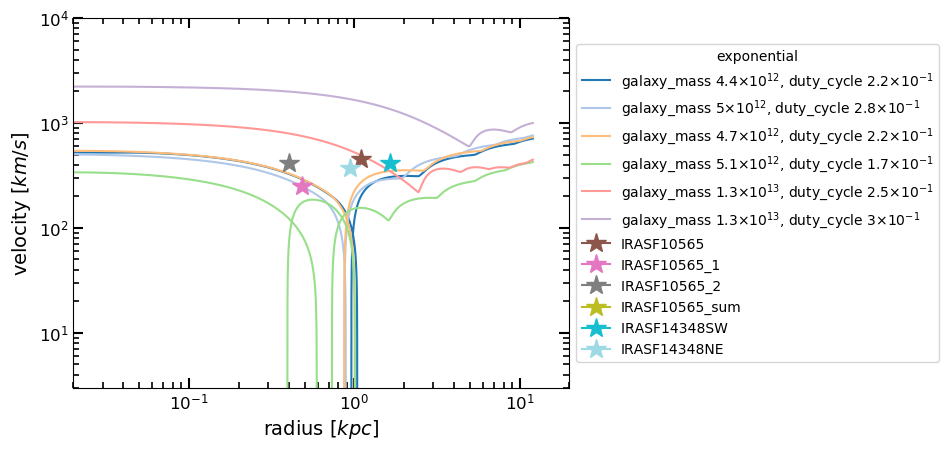 10⁴
10³
10²
10¹
velocity [km/s]
10⁻¹
10⁰
10¹
radius [kpc]
exponential
galaxy_mass 4.4×10¹², duty_cycle 2.2×10⁻¹
galaxy_mass 5×10¹², duty_cycle 2.8×10⁻¹
galaxy_mass 4.7×10¹², duty_cycle 2.2×10⁻¹
galaxy_mass 5.1×10¹², duty_cycle 1.7×10⁻¹
galaxy_mass 1.3×10¹³, duty_cycle 2.5×10⁻¹
galaxy_mass 1.3×10¹³, duty_cycle 3×10⁻¹
IRASF10565
IRASF10565_1
IRASF10565_2
IRASF10565_sum
IRASF14348SW
IRASF14348NE